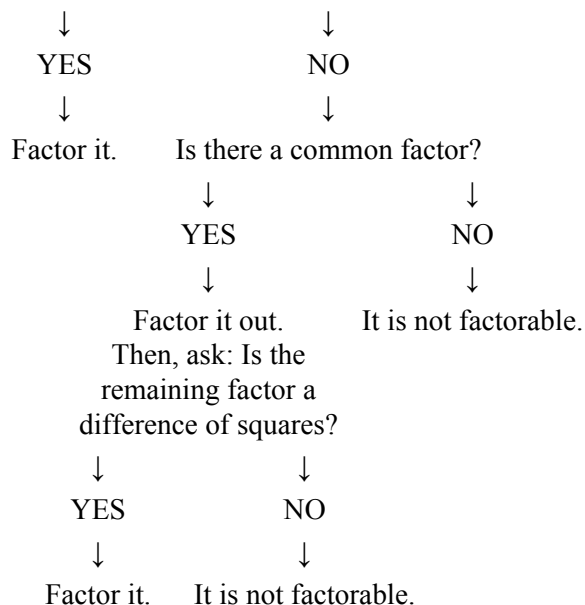 ↓ ↓
YES NO
↓ ↓
Factor it. Is there a common factor?
↓ ↓
YES NO
↓ ↓
Factor it out. It is not factorable.
Then, ask: Is the
remaining factor a
difference of squares?
↓ ↓
YES NO
↓ ↓
Factor it. It is not factorable.